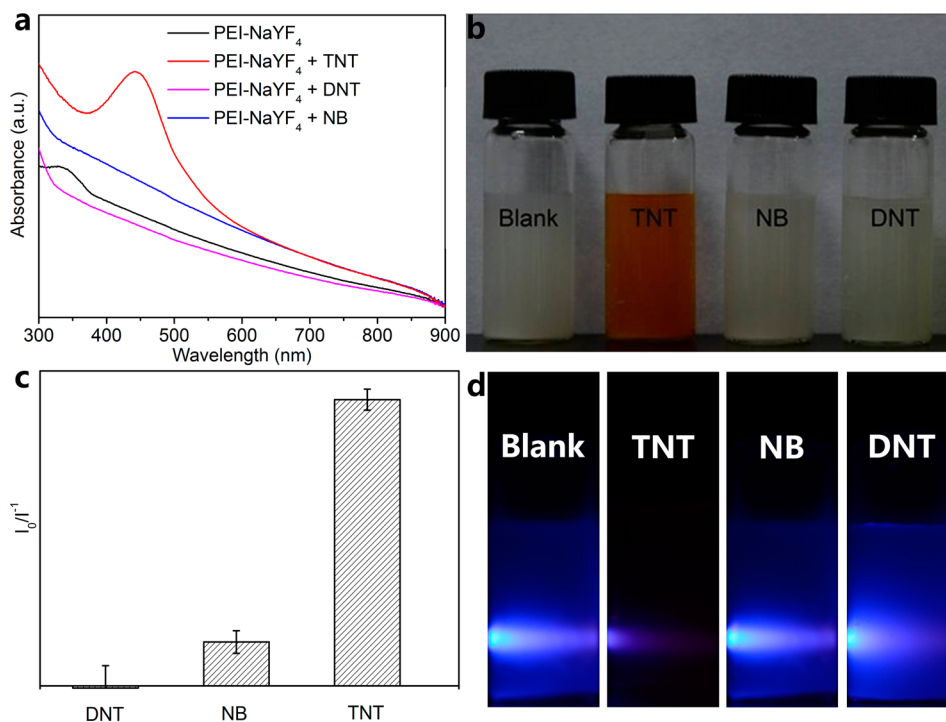 a
PEI-NaYF₄
PEI-NaYF₄ + TNT
PEI-NaYF₄ + DNT
PEI-NaYF₄ + NB
Absorbance (a.u.)
300 400 500 600 700 800 900
Wavelength (nm)
b
Blank TNT NB DNT
c
I₀/I⁻¹
DNT NB TNT
d
Blank TNT NB DNT